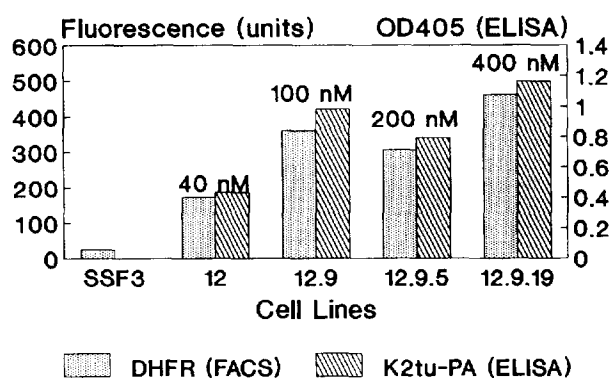 Fluorescence (units) OD405 (ELISA)
600
500
400
300
200
100
0
1.4
1.2
1
0.8
0.6
0.4
0.2
0
40 nM
100 nM
200 nM
400 nM
SSF3 12 12.9 12.9.5 12.9.19
Cell Lines
DHFR (FACS) K2tu-PA (ELISA)